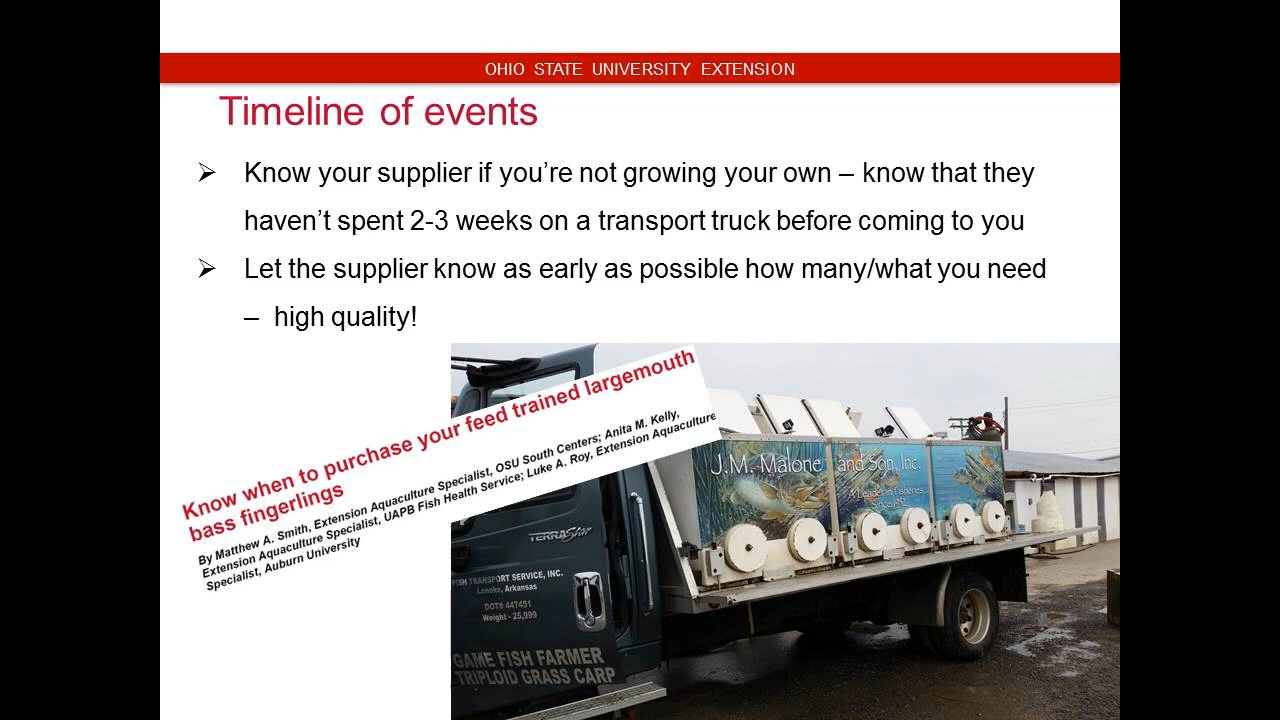 OHIO STATE UNIVERSITY EXTENSION
Timeline of events
➢ Know your supplier if you’re not growing your own – know that they
haven’t spent 2-3 weeks on a transport truck before coming to you
➢ Let the supplier know as early as possible how many/what you need
– high quality!
Know when to purchase your feed trained largemouth
bass fingerlings
By Matthew A. Smith, Extension Aquaculture Specialist, OSU South Centers; Anita M. Kelly,
Extension Aquaculture Specialist, UAPB Fish Health Service; Luke A. Roy, Extension Aquaculture
Specialist, Auburn University
J.M. Malone and Son, Inc.
A Leader in Fisheries
Since 1952
TERRASTAR
FISH TRANSPORT SERVICE, INC.
Lonoke, Arkansas
DOT# 447451
Weight - 25,999
GAME FISH FARMER
TRIPLOID GRASS CARP